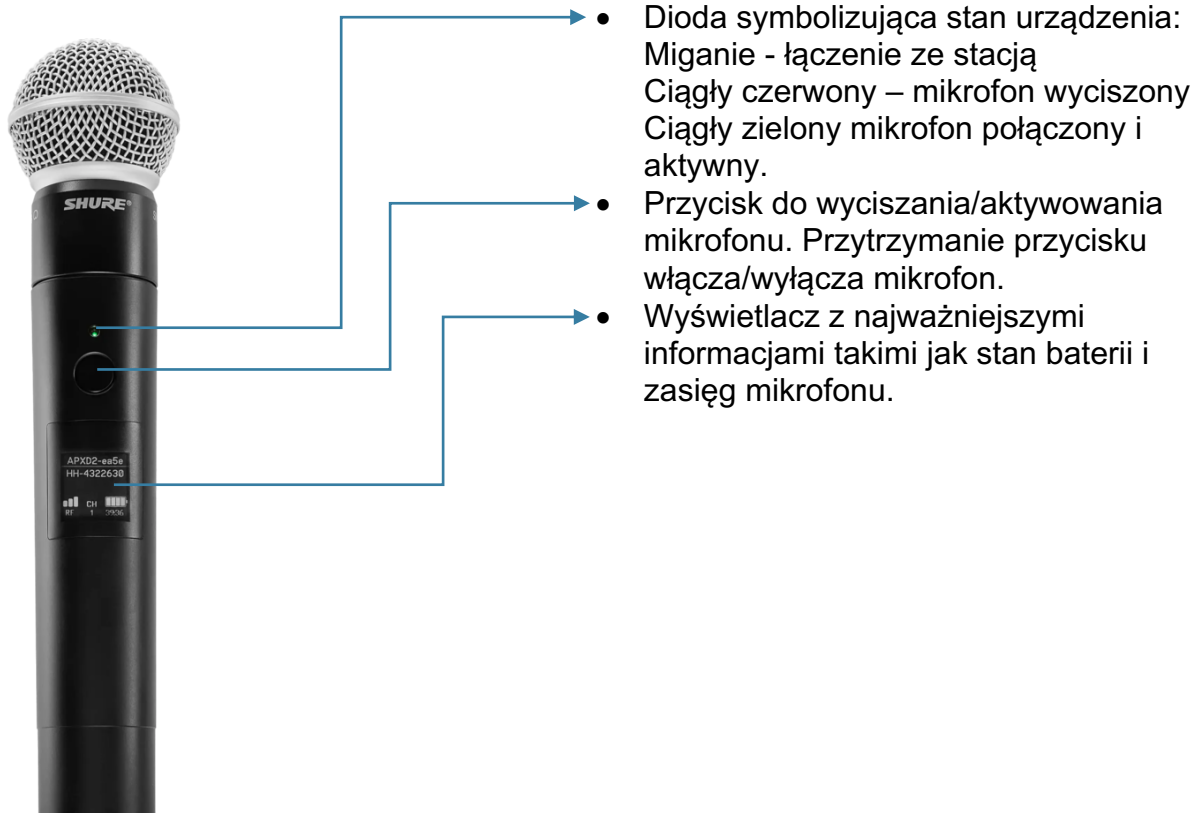 ● Dioda symbolizująca stan urządzenia:
Miganie - łączenie ze stacją
Ciągły czerwony – mikrofon wyciszony
Ciągły zielony mikrofon połączony i
aktywny.
● Przycisk do wyciszania/aktywowania
mikrofonu. Przytrzymanie przycisku
włącza/wyłącza mikrofon.
● Wyświetlacz z najważniejszymi
informacjami takimi jak stan baterii i
zasięg mikrofonu.
SHURE®
APXD2-ea5e
HH-4322630
CH
RF 1